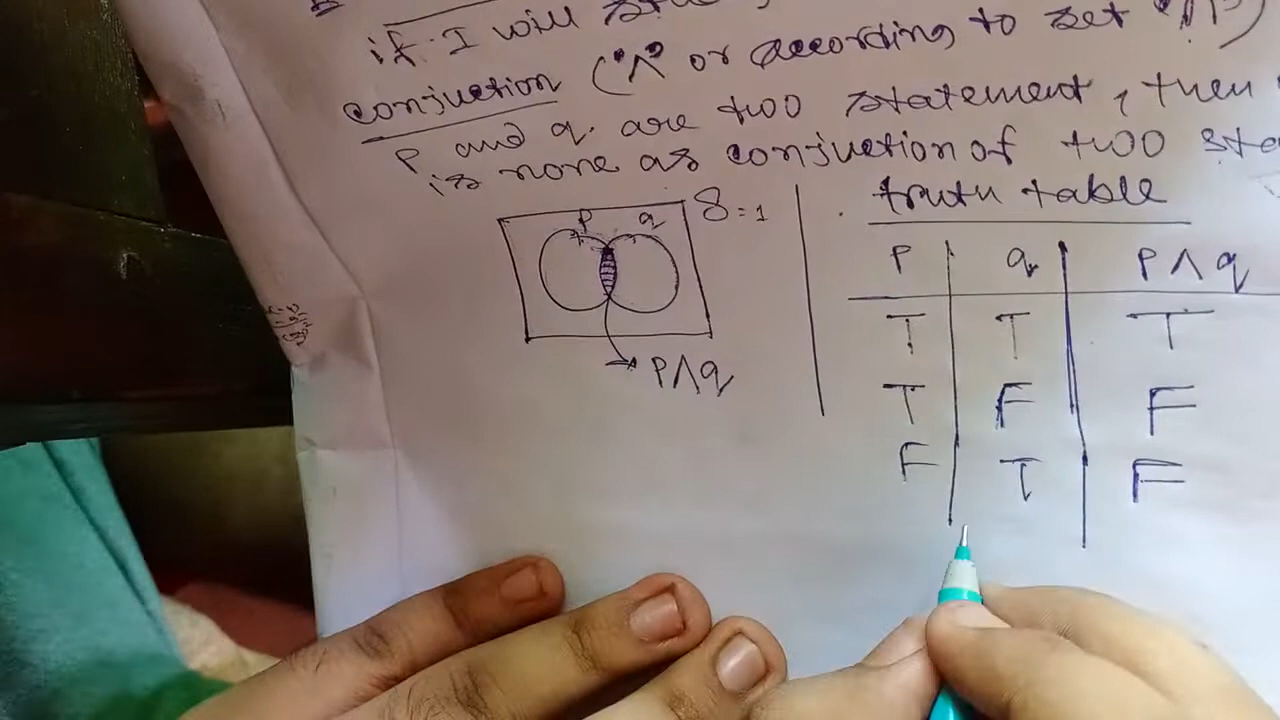 if I will
conjuction ("∧" or according to set "∩")
P and q. are two statement, then
is none as conjuction of two sta
P q S = 1
P∧q
truth table
P q P∧q
T T T
T F F
F T F